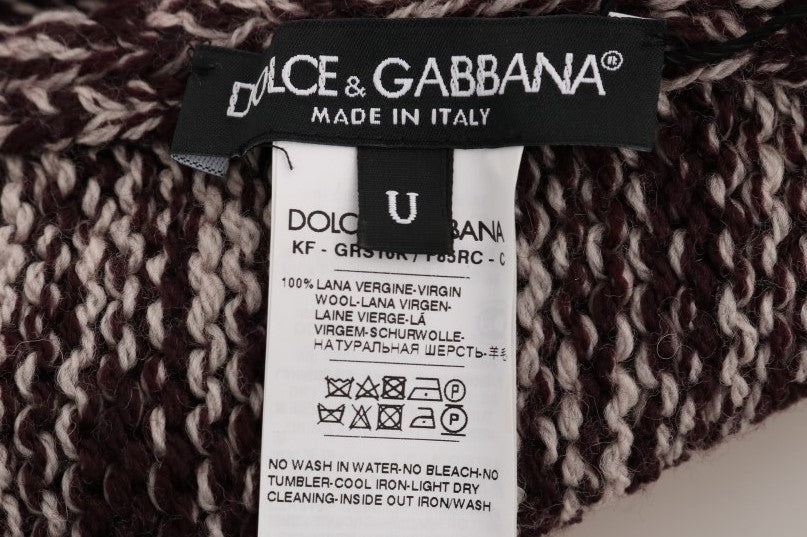 DOLCE & GABBANA®
MADE IN ITALY
U
DOLCE GABBANA
KF - / - C
100% LANA VERGINE-VIRGIN
WOOL-LANA VIRGEN-
LAINE VIERGE-LÃ
VIRGEM-SCHURWOLLE-
НАТУРАЛЬНАЯ ШЕРСТЬ-羊毛
P
P
NO WASH IN WATER-NO BLEACH-NO
TUMBLER-COOL IRON-LIGHT DRY
CLEANING-INSIDE OUT IRON/WASH